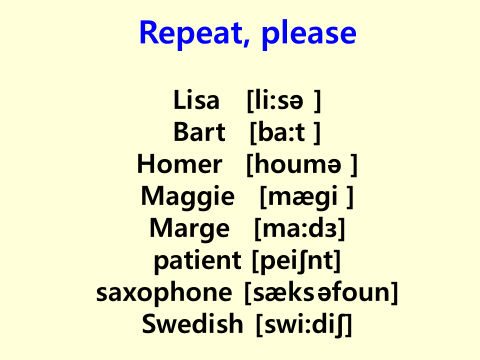 Repeat, please
Lisa [li:sə ]
Bart [ba:t ]
Homer [houmə ]
Maggie [mægi ]
Marge [ma:dɜ]
patient [peiʃnt]
saxophone [sæksəfoun]
Swedish [swi:diʃ]